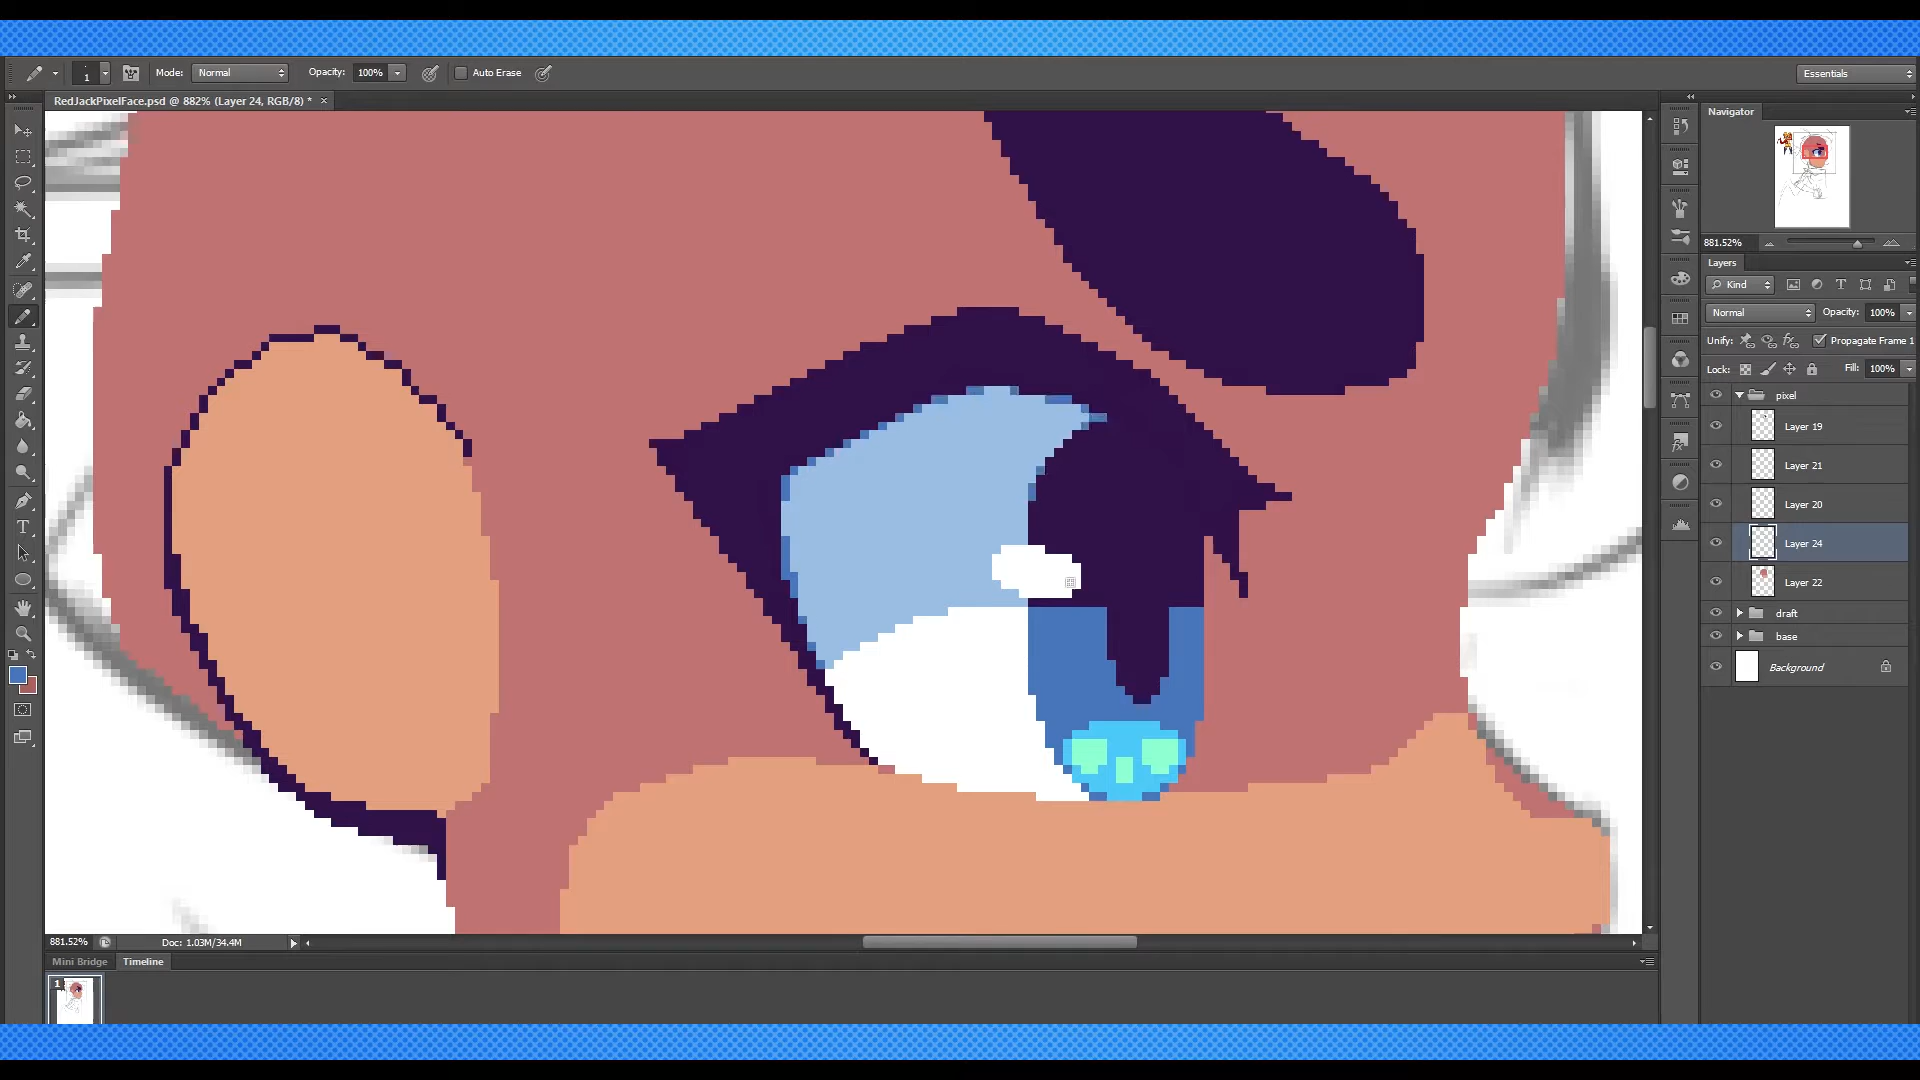 1 Mode: Normal Opacity: 100% Auto Erase Essentials
RedJackPixelFace.psd @ 882% (Layer 24, RGB/8) * ×
Navigator
881.52%
Layers
Kind T
Normal Opacity: 100%
Unify: Propagate Frame 1
Lock: Fill: 100%
pixel
Layer 19
Layer 21
Layer 20
Layer 24
Layer 22
draft
base
Background
881.52% Doc: 1.03M/34.4M
Mini Bridge Timeline
1